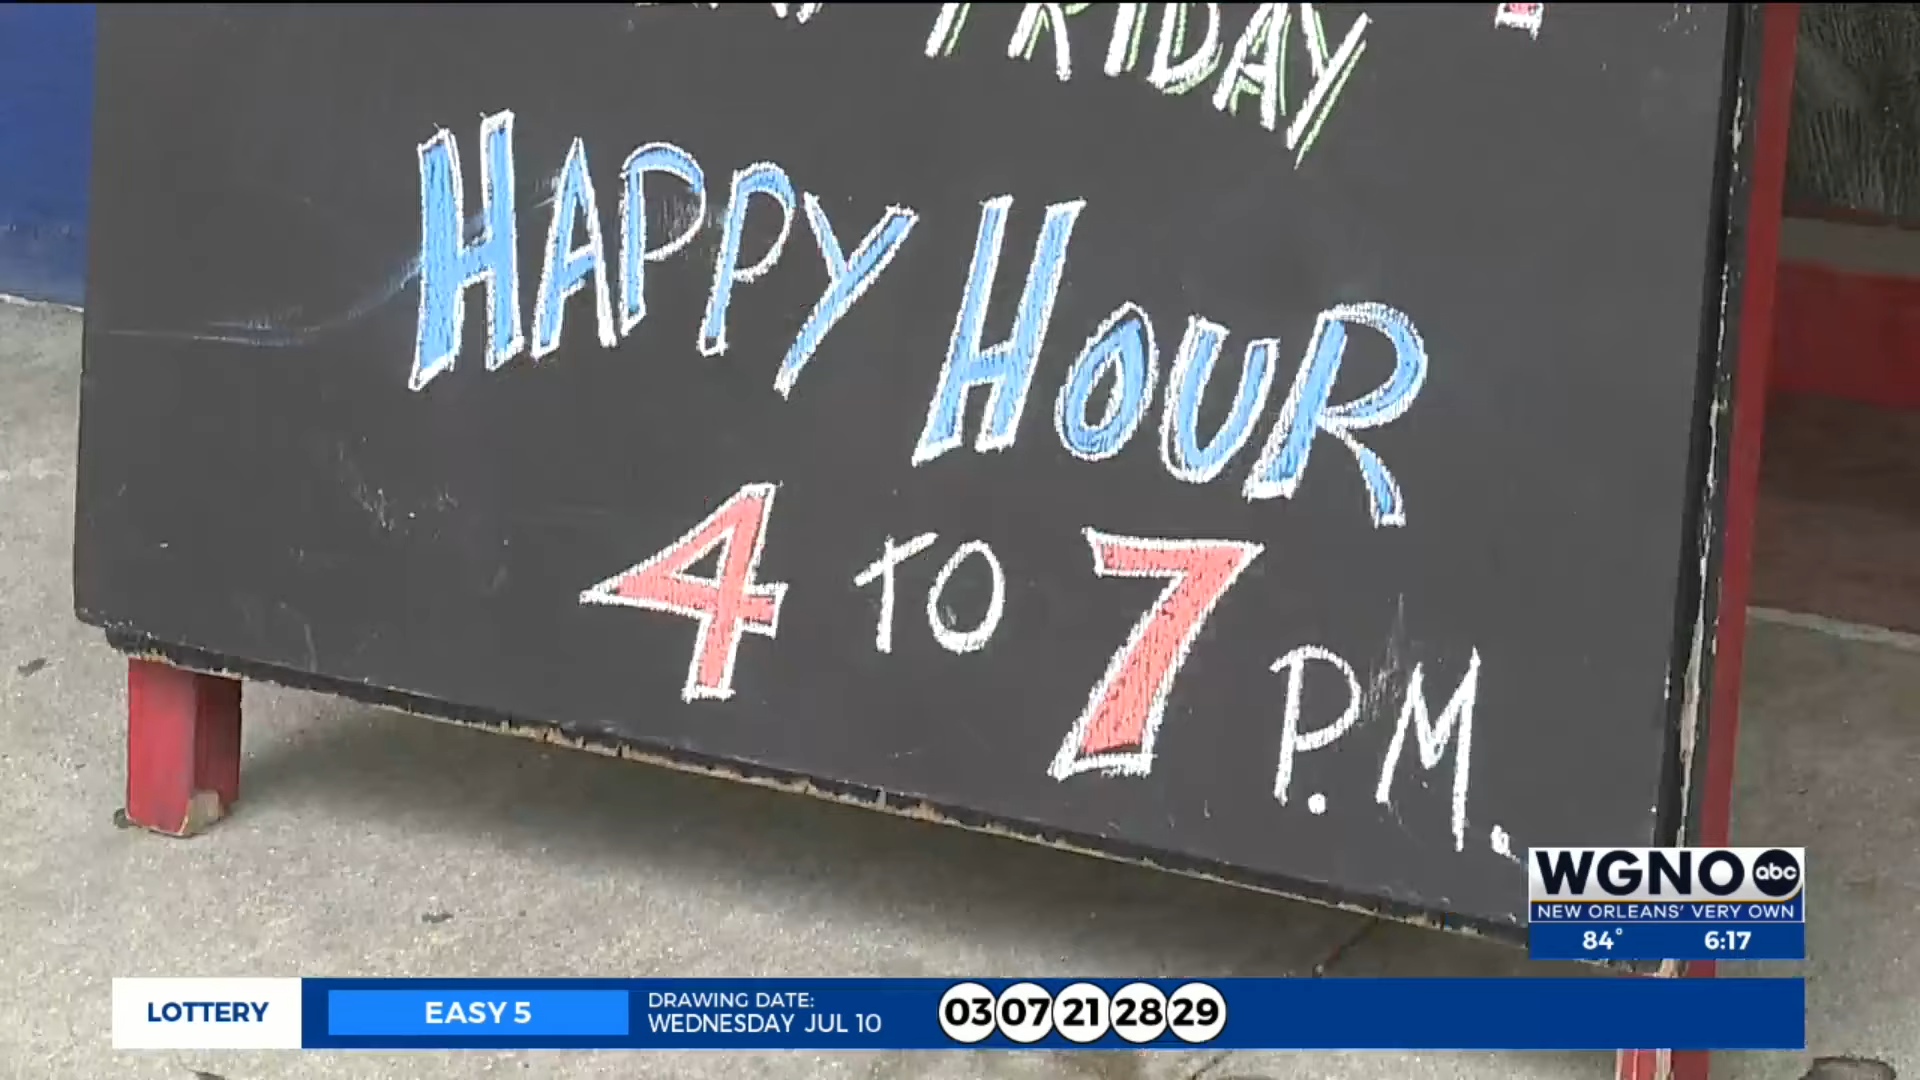 FRIDAY
HAPPY HOUR
4 TO 7 P.M.
WGNO abc
NEW ORLEANS' VERY OWN
84° 6:17
LOTTERY EASY 5 DRAWING DATE: 03 07 21 28 29
WEDNESDAY JUL 10